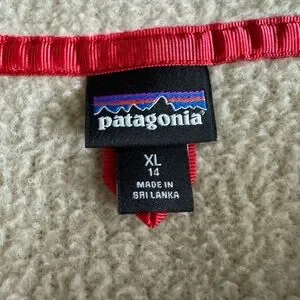 patagonia
XL
14
MADE IN
SRI LANKA